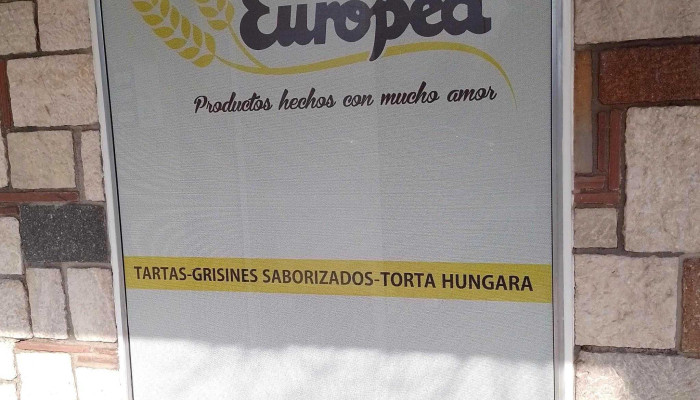 Europea
Productos hechos con mucho amor
TARTAS-GRISINES SABORIZADOS-TORTA HUNGARA